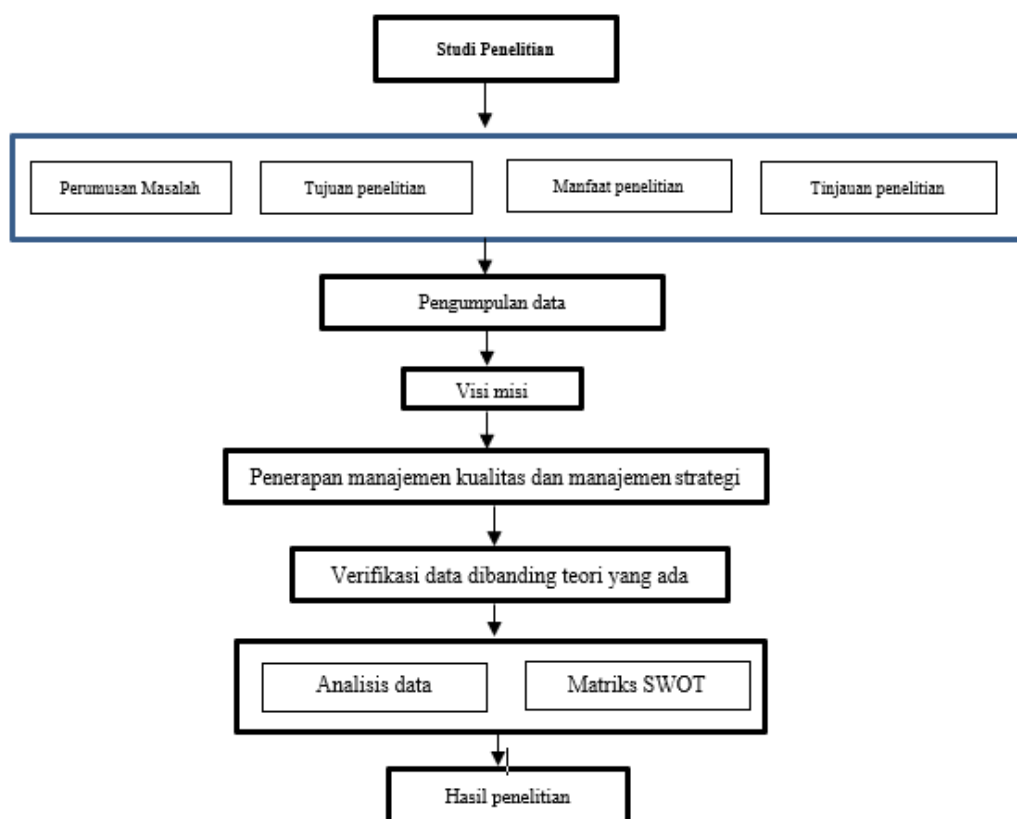 Studi Penelitian
Perumusan Masalah
Tujuan penelitian
Manfaat penelitian
Tinjauan penelitian
Pengumpulan data
Visi misi
Penerapan manajemen kualitas dan manajemen strategi
Verifikasi data dibanding teori yang ada
Analisis data
Matriks SWOT
Hasil penelitian